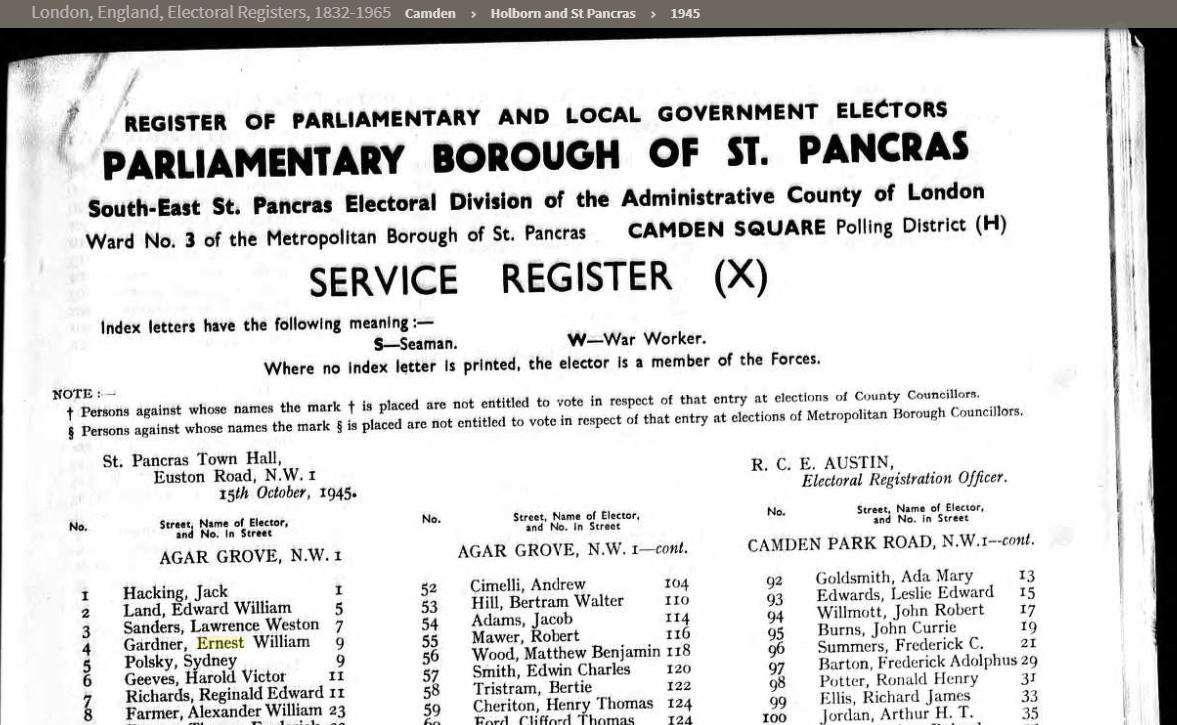 London, England, Electoral Registers, 1832-1965 Camden › Holborn and St Pancras › 1945
REGISTER OF PARLIAMENTARY AND LOCAL GOVERNMENT ELECTORS
PARLIAMENTARY BOROUGH OF ST. PANCRAS
South-East St. Pancras Electoral Division of the Administrative County of London
Ward No. 3 of the Metropolitan Borough of St. Pancras CAMDEN SQUARE Polling District (H)
SERVICE REGISTER (X)
Index letters have the following meaning :—
S—Seaman. W—War Worker.
Where no index letter is printed, the elector is a member of the Forces.
NOTE :—
† Persons against whose names the mark † is placed are not entitled to vote in respect of that entry at elections of County Councillors.
§ Persons against whose names the mark § is placed are not entitled to vote in respect of that entry at elections of Metropolitan Borough Councillors.
St. Pancras Town Hall,
Euston Road, N.W. 1
15th October, 1945.
R. C. E. AUSTIN,
Electoral Registration Officer.
No. Street, Name of Elector,
and No. in Street
AGAR GROVE, N.W. 1
1 Hacking, Jack 1
2 Land, Edward William 5
3 Sanders, Lawrence Weston 7
4 Gardner, Ernest William 9
5 Polsky, Sydney 9
6 Geeves, Harold Victor 11
7 Richards, Reginald Edward 11
8 Farmer, Alexander William 23
No. Street, Name of Elector,
and No. in Street
AGAR GROVE, N.W. 1—cont.
52 Cimelli, Andrew 104
53 Hill, Bertram Walter 110
54 Adams, Jacob 114
55 Mawer, Robert 116
56 Wood, Matthew Benjamin 118
57 Smith, Edwin Charles 120
58 Tristram, Bertie 122
59 Cheriton, Henry Thomas 124
60 Ford, Clifford Thomas 124
No. Street, Name of Elector,
and No. in Street
CAMDEN PARK ROAD, N.W.1—cont.
92 Goldsmith, Ada Mary 13
93 Edwards, Leslie Edward 15
94 Willmott, John Robert 17
95 Burns, John Currie 19
96 Summers, Frederick C. 21
97 Barton, Frederick Adolphus 29
98 Potter, Ronald Henry 31
99 Ellis, Richard James 33
100 Jordan, Arthur H. T. 35